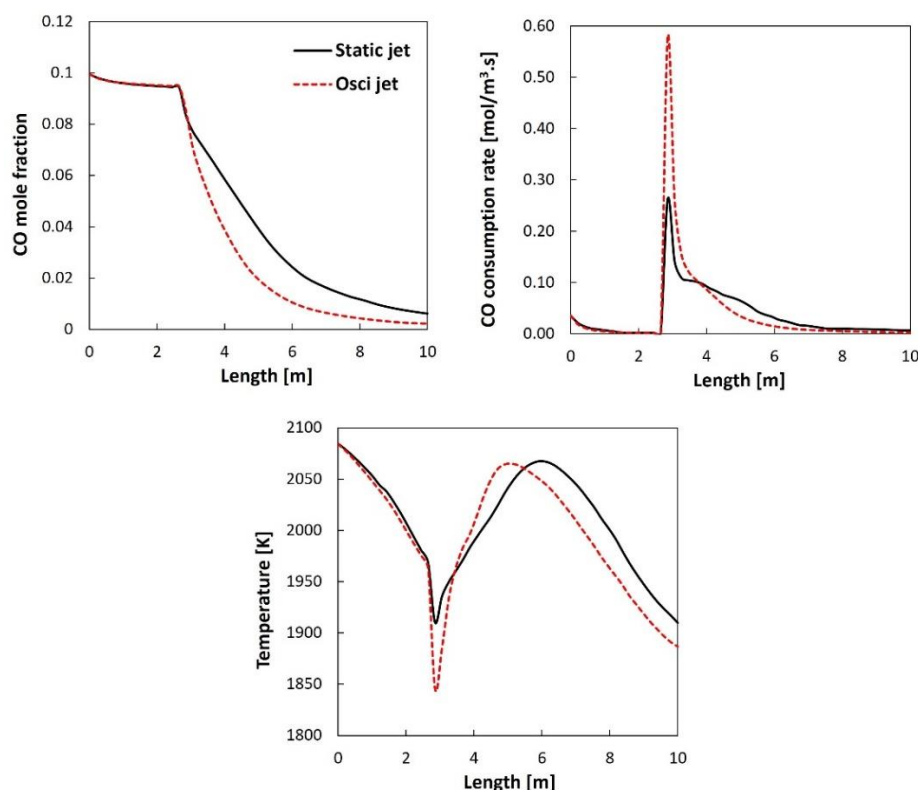 0.12
0.1
0.08
0.06
0.04
0.02
0
CO mole fraction
Static jet
Osci jet
0 2 4 6 8 10
Length [m]
0.60
0.50
0.40
0.30
0.20
0.10
0.00
CO consumption rate [mol/m³.s]
0 2 4 6 8 10
Length [m]
2100
2050
2000
1950
1900
1850
1800
Temperature [K]
0 2 4 6 8 10
Length [m]